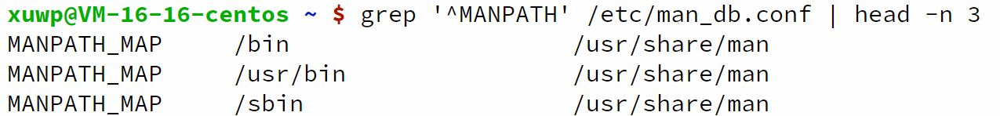 xuwp@VM-16-16-centos ~ $ grep '^MANPATH' /etc/man_db.conf | head -n 3
MANPATH_MAP     /bin                    /usr/share/man
MANPATH_MAP     /usr/bin                /usr/share/man
MANPATH_MAP     /sbin                   /usr/share/man